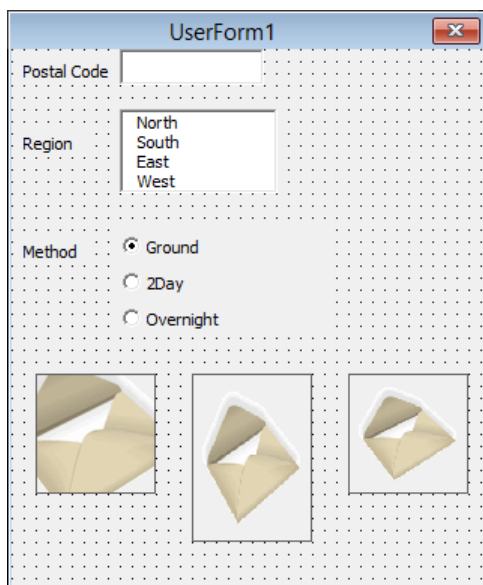 UserForm1
Postal Code
Region
North
South
East
West
Method
Ground
2Day
Overnight